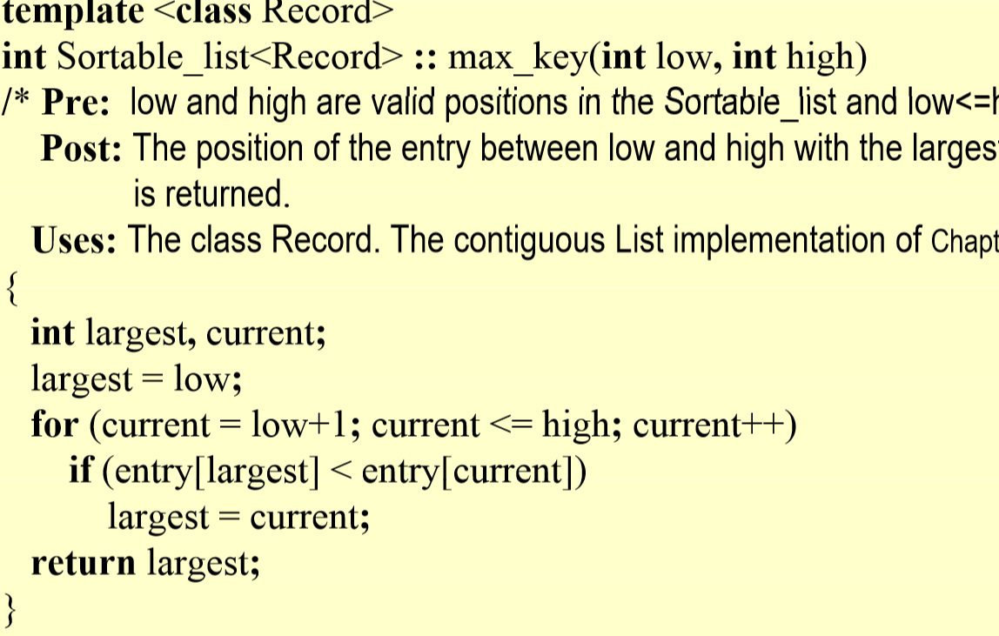 template <class Record>
int Sortable_list<Record> :: max_key(int low, int high)
/* Pre: low and high are valid positions in the Sortable_list and low<=
Post: The position of the entry between low and high with the
is returned.
Uses: The class Record. The contiguous List implementation of
{
int largest, current;
largest = low;
for (current = low+1; current <= high; current++)
if (entry[largest] < entry[current])
largest = current;
return largest;
}